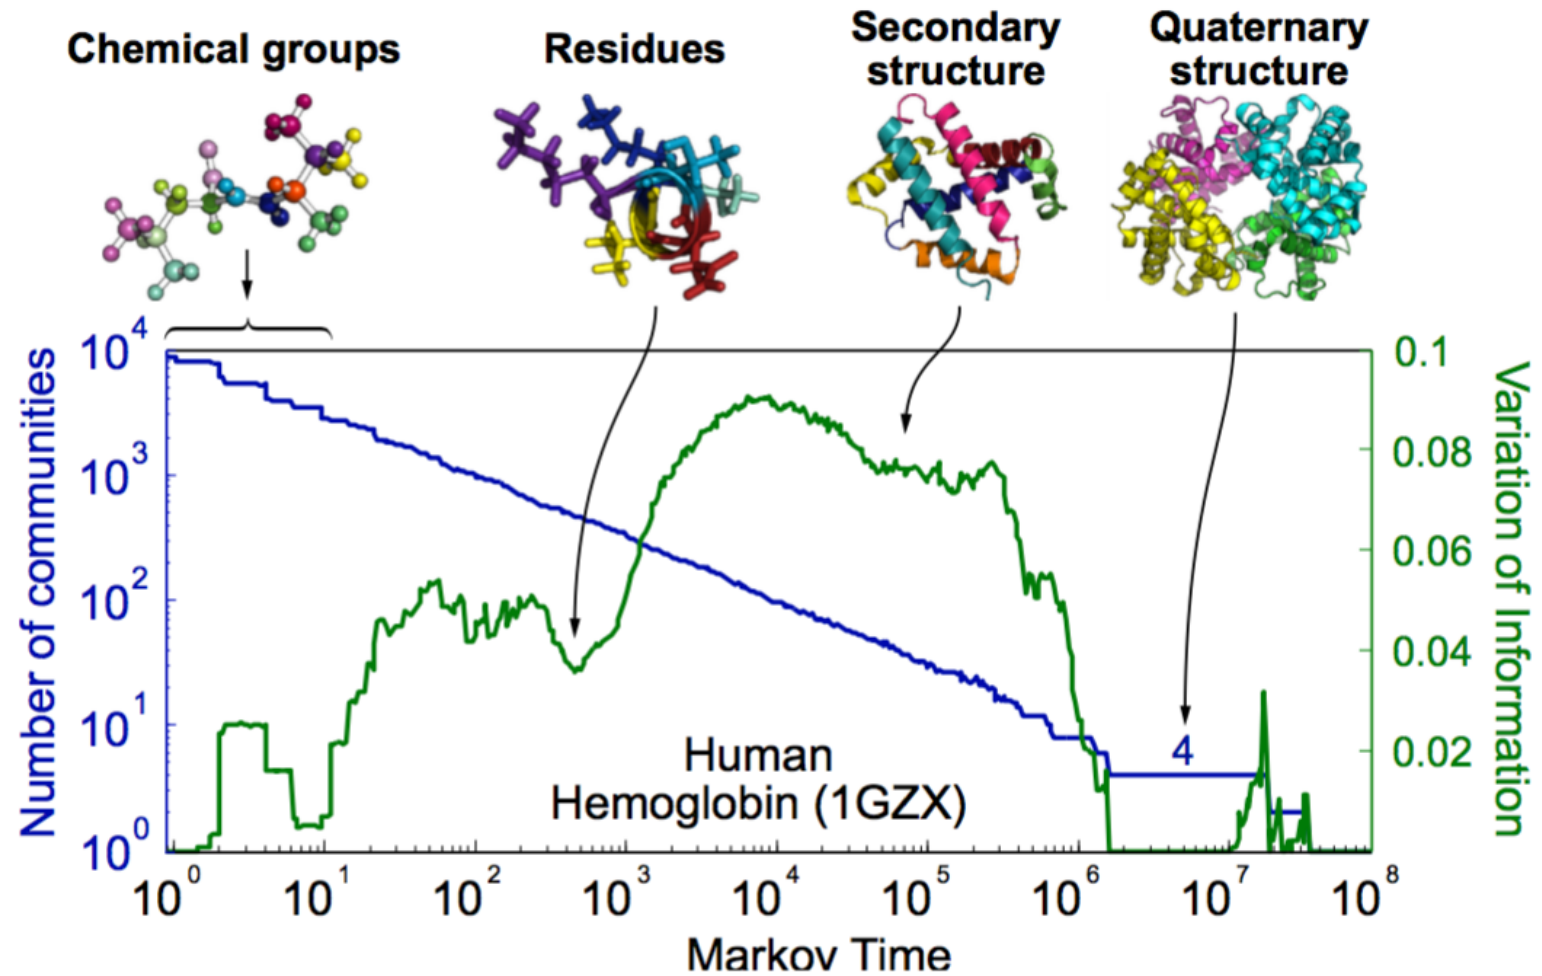 Chemical groups
Residues
Secondary
structure
Quaternary
structure
Number of communities
10^4
10^3
10^2
10^1
10^0
0.1
0.08
0.06
0.04
0.02
Variation of Information
4
Human
Hemoglobin (1GZX)
10^0 10^1 10^2 10^3 10^4 10^5 10^6 10^7 10^8
Markov Time